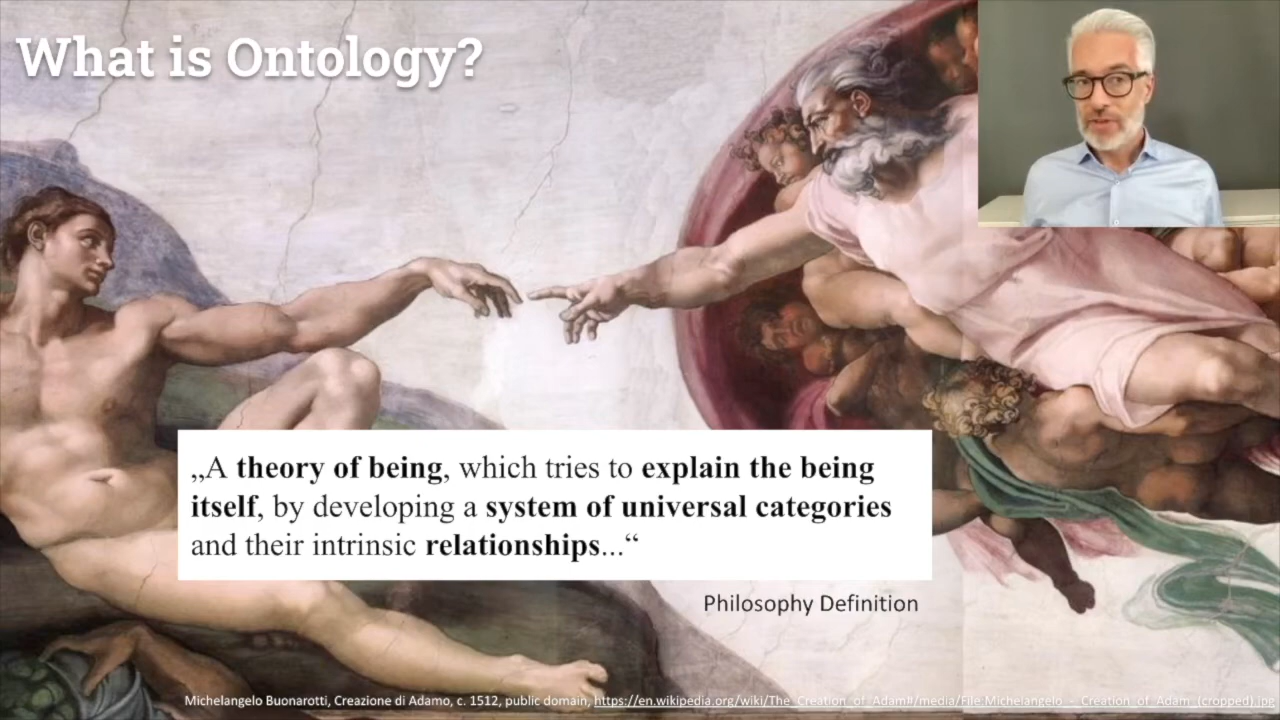 What is Ontology?
„A theory of being, which tries to explain the being
itself, by developing a system of universal categories
and their intrinsic relationships...“
Philosophy Definition
Michelangelo Buonarotti, Creazione di Adamo, c. 1512, public domain, https://en.wikipedia.org/wiki/The_Creation_of_Adam#/media/File:Michelangelo_-_Creation_of_Adam_(cropped).jpg